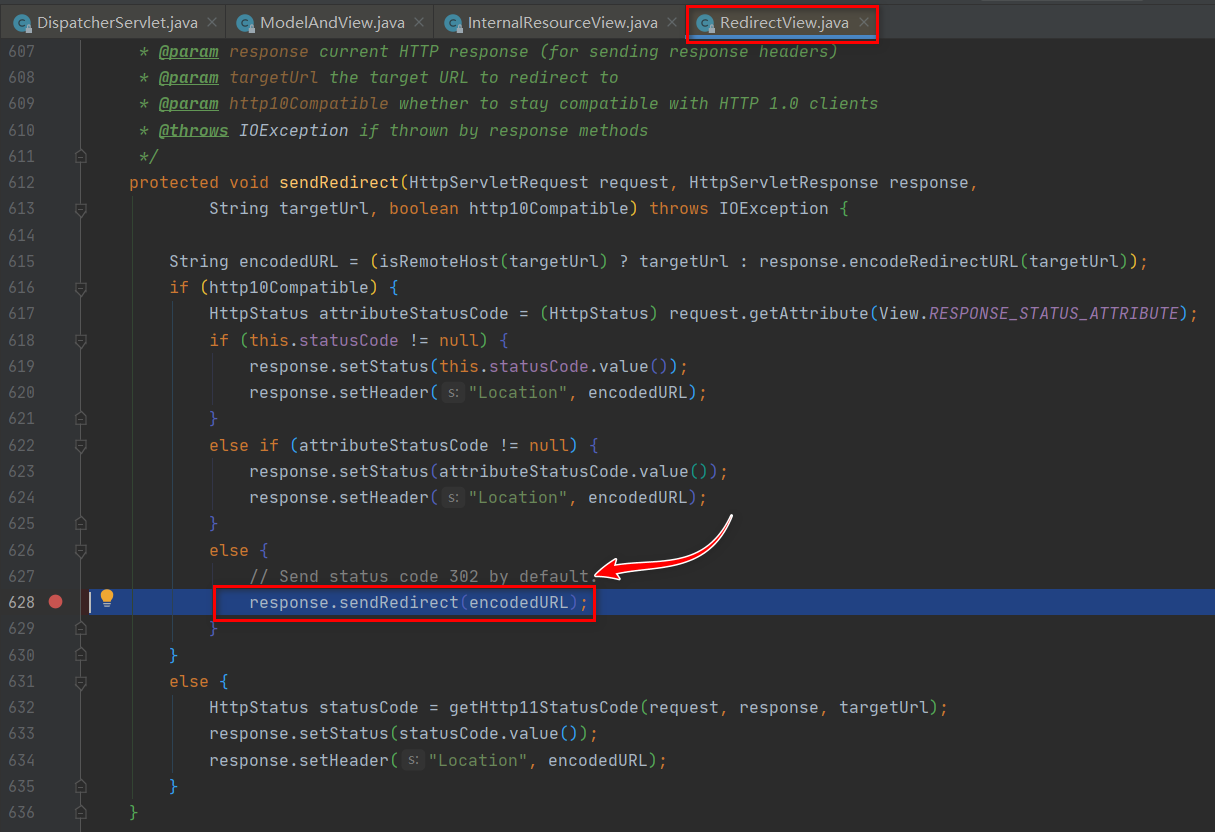 DispatcherServlet.java × ModelAndView.java × InternalResourceView.java × RedirectView.java ×
607 * @param response current HTTP response (for sending response headers)
608 * @param targetUrl the target URL to redirect to
609 * @param http10Compatible whether to stay compatible with HTTP 1.0 clients
610 * @throws IOException if thrown by response methods
611 */
612 protected void sendRedirect(HttpServletRequest request, HttpServletResponse response,
613 String targetUrl, boolean http10Compatible) throws IOException {
614
615 String encodedURL = (isRemoteHost(targetUrl) ? targetUrl : response.encodeRedirectURL(targetUrl));
616 if (http10Compatible) {
617 HttpStatus attributeStatusCode = (HttpStatus) request.getAttribute(View.RESPONSE_STATUS_ATTRIBUTE);
618 if (this.statusCode != null) {
619 response.setStatus(this.statusCode.value());
620 response.setHeader( s: "Location", encodedURL);
621 }
622 else if (attributeStatusCode != null) {
623 response.setStatus(attributeStatusCode.value());
624 response.setHeader( s: "Location", encodedURL);
625 }
626 else {
627 // Send status code 302 by default.
628 response.sendRedirect(encodedURL);
629 }
630 }
631 else {
632 HttpStatus statusCode = getHttp11StatusCode(request, response, targetUrl);
633 response.setStatus(statusCode.value());
634 response.setHeader( s: "Location", encodedURL);
635 }
636 }